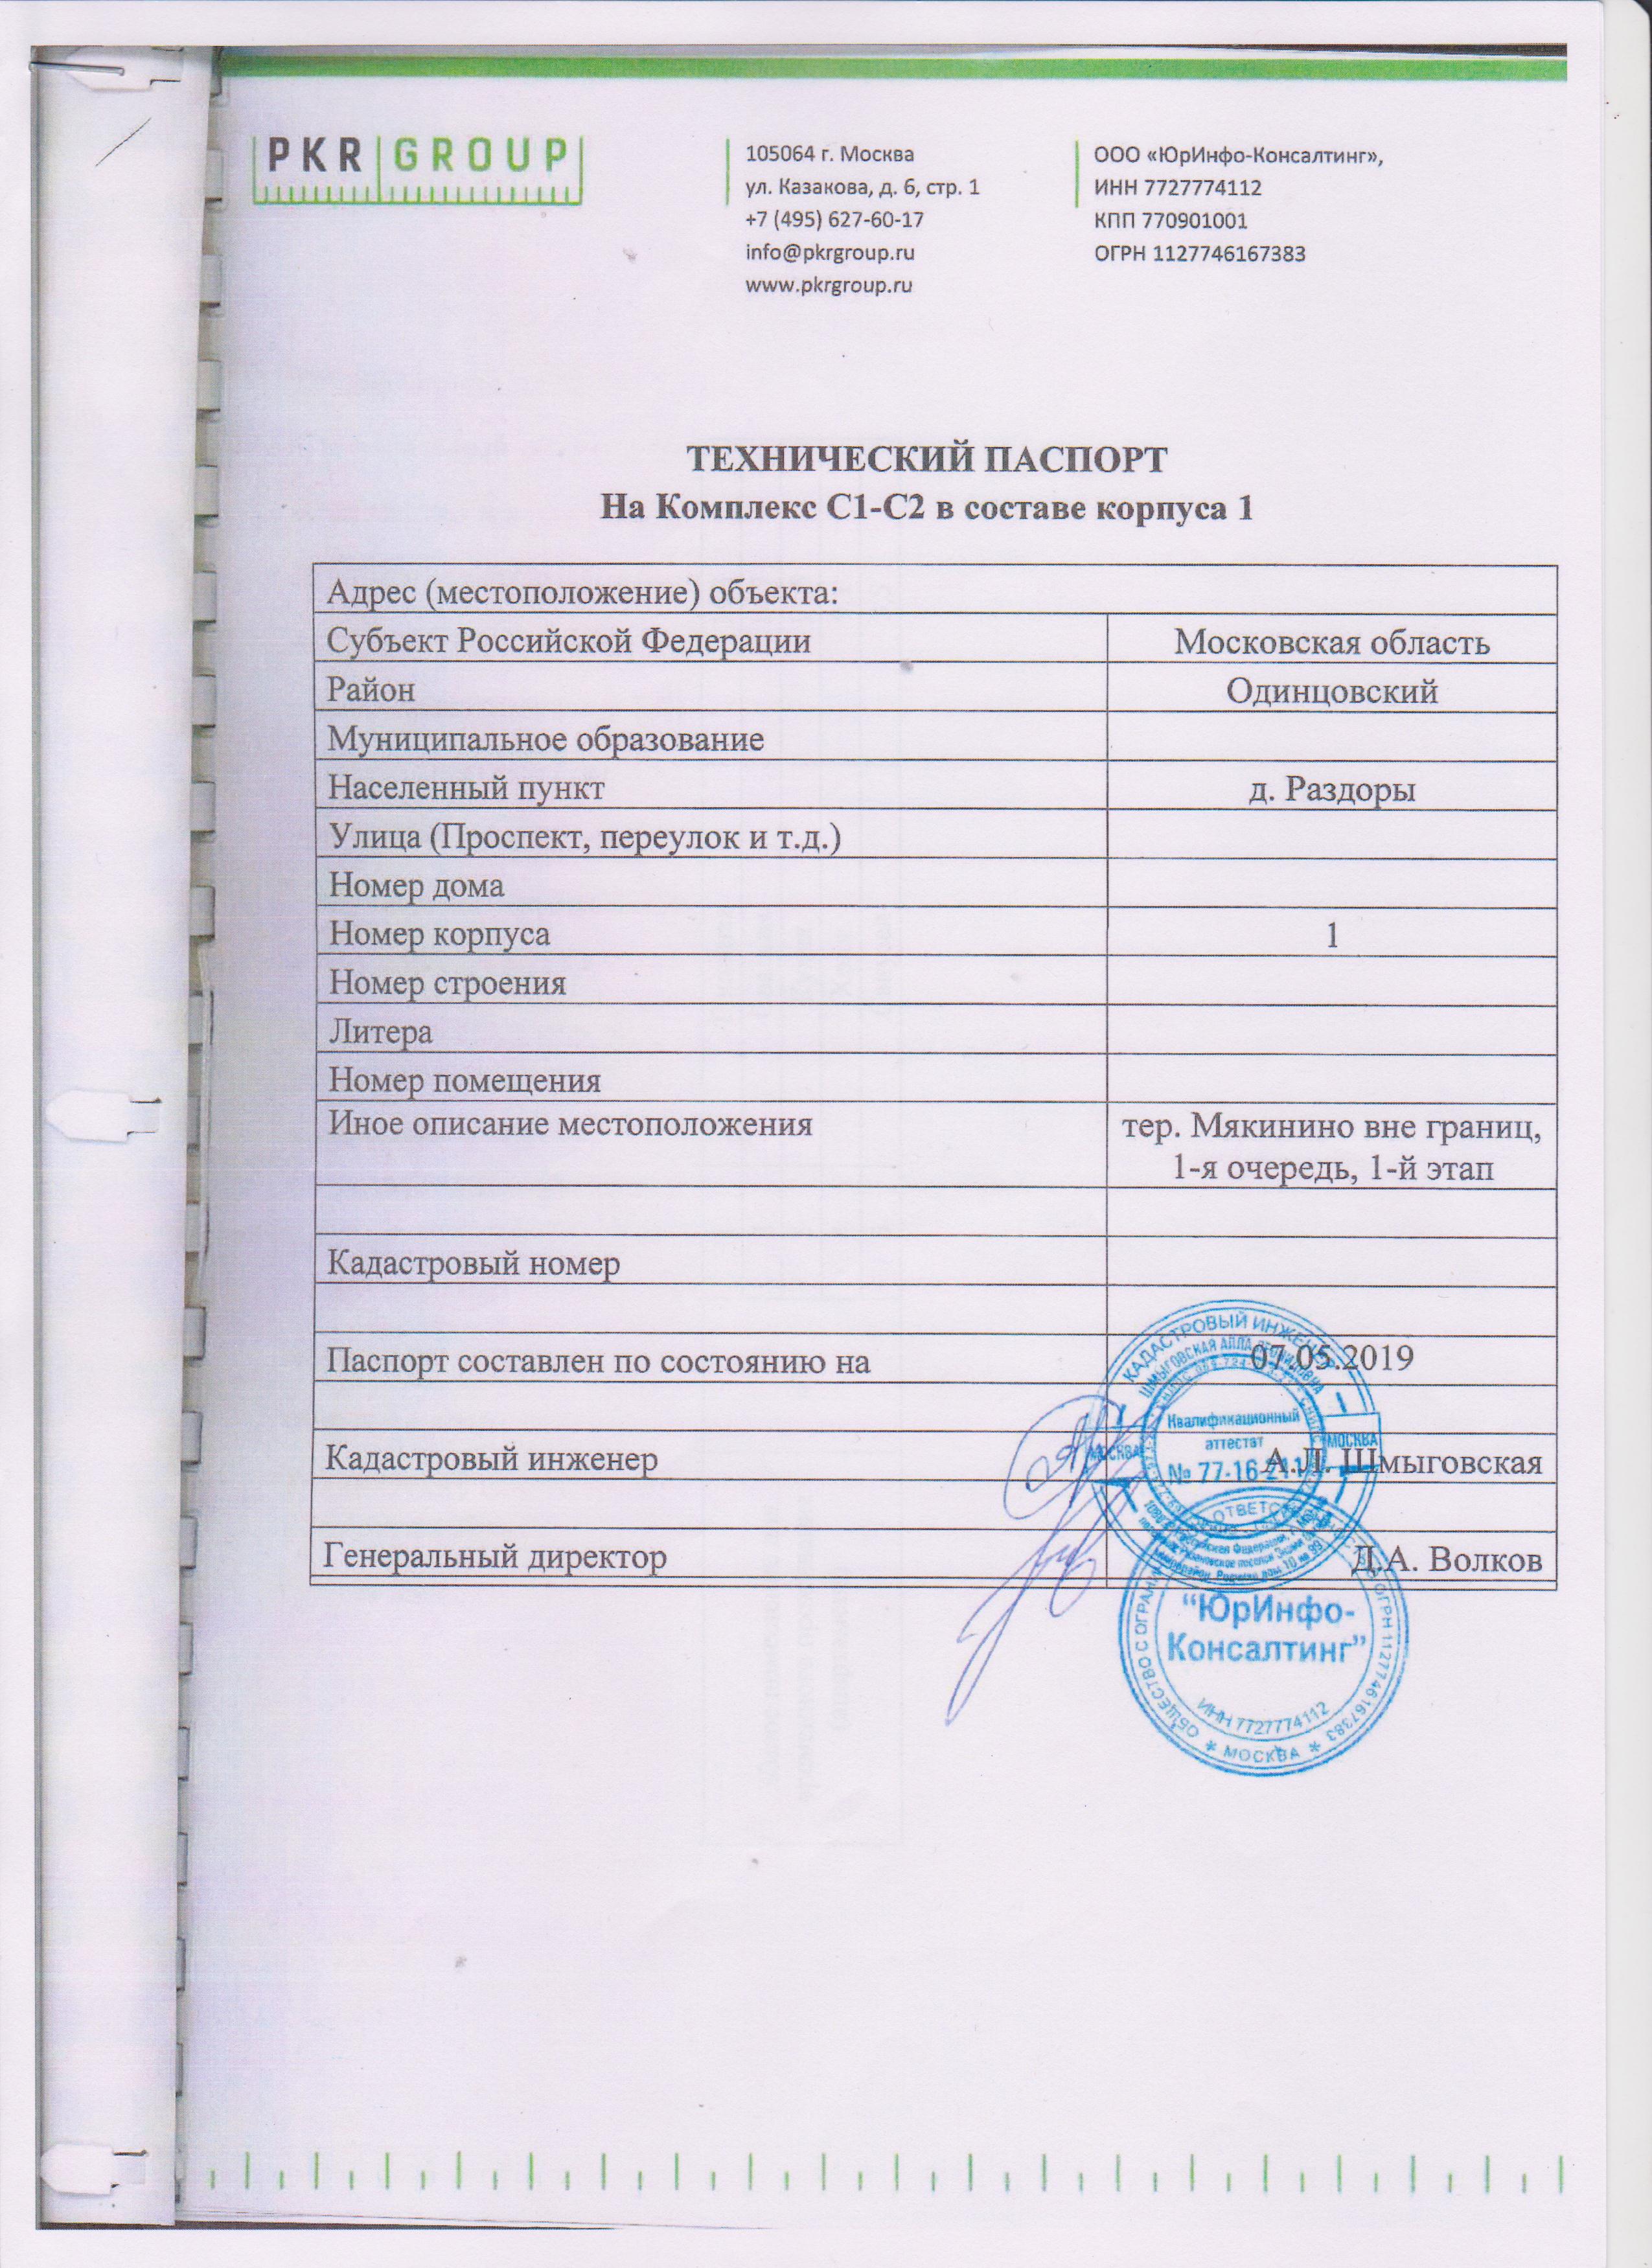 PKR GROUP
105064 г. Москва
ул. Казакова, д. 6, стр. 1
+7 (495) 627-60-17
info@pkrgroup.ru
www.pkrgroup.ru
ООО «ЮрИнфо-Консалтинг»,
ИНН 7727774112
КПП 770901001
ОГРН 1127746167383
ТЕХНИЧЕСКИЙ ПАСПОРТ
На Комплекс С1-С2 в составе корпуса 1
Адрес (местоположение) объекта:
Субъект Российской Федерации Московская область
Район Одинцовский
Муниципальное образование
Населенный пункт д. Раздоры
Улица (Проспект, переулок и т.д.)
Номер дома
Номер корпуса 1
Номер строения
Литера
Номер помещения
Иное описание местоположения тер. Мякинино вне границ,
1-я очередь, 1-й этап
Кадастровый номер
Паспорт составлен по состоянию на 07.05.2019
Кадастровый инженер А.Л. Шмыговская
Генеральный директор Д.А. Волков
КАДАСТРОВЫЙ ИНЖЕНЕР
ШМЫГОВСКАЯ АЛЛА ЛЕОНИДОВНА
Квалификационный
аттестат
№ 77-16-211
МОСКВА
МОСКВА
"ЮрИнфо-
Консалтинг"
ИНН 7727774112
ОБЩЕСТВО С
ОГРН 1127746167383
* МОСКВА *